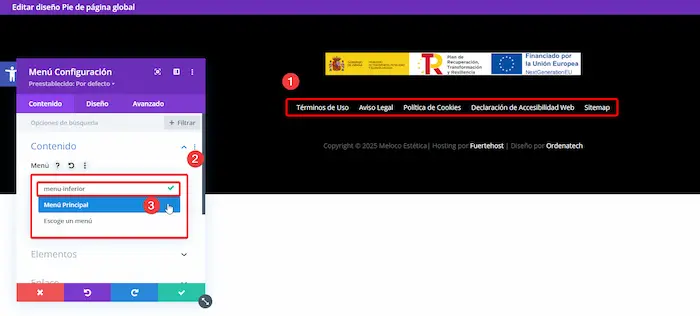 Editar diseño Pie de página global
Menú Configuración
Preestablecido: Por defecto
Contenido Diseño Avanzado
Opciones de búsqueda
+ Filtrar
Contenido
2
Menú ?
menu-inferior
Menú Principal
3
Escoge un menú
Elementos
Enlace
Plan de
Recuperación,
Transformación
y Resiliencia
Financiado por
la Unión Europea
NextGenerationEU
1
Términos de Uso Aviso Legal Política de Cookies Declaración de Accesibilidad Web Sitemap
Copyright © 2025 Meloco Estética| Hosting por Fuertehost | Diseño por Ordenatech